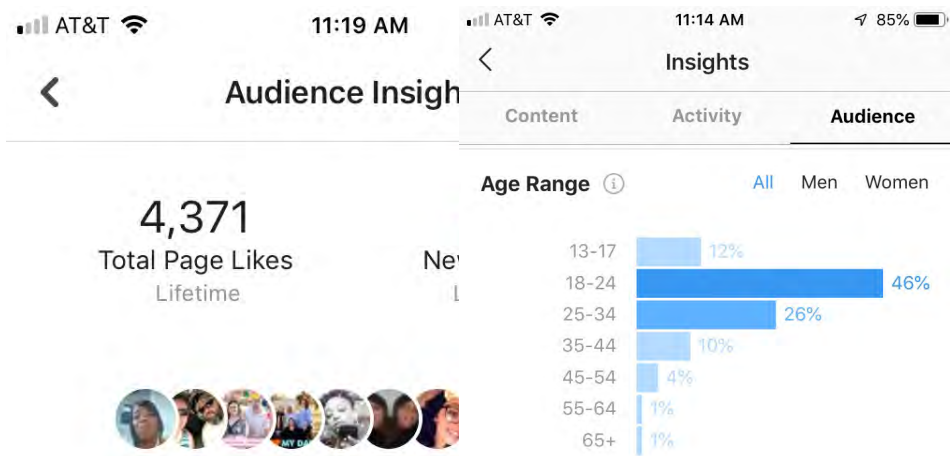 AT&T 11:19 AM
Audience Insigh
4,371
Total Page Likes
Lifetime
Ne
L
MY DA
AT&T 11:14 AM 85%
Insights
Content Activity Audience
Age Range All Men Women
13-17 12%
18-24 46%
25-34 26%
35-44 10%
45-54 4%
55-64 1%
65+ 1%